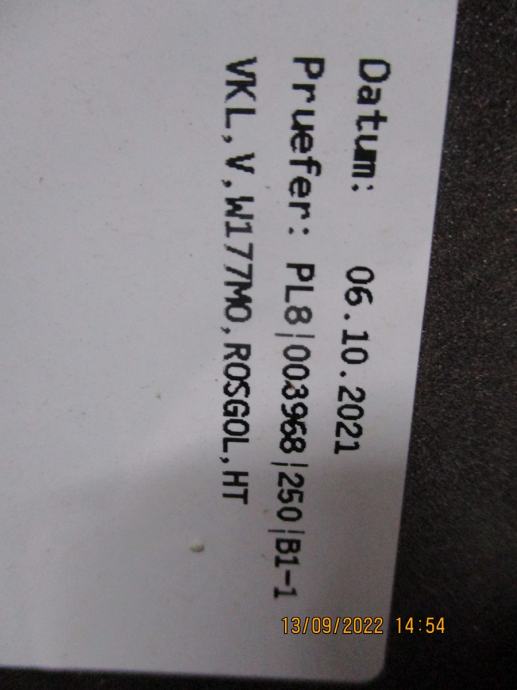 Datum: 06.10.2021
Pruefer: PL8|003968|250|B1-1
VKL,V,W177MO,ROSGOL,HT
13/09/2022 14:54